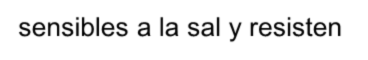 sensibles a la sal y resisten